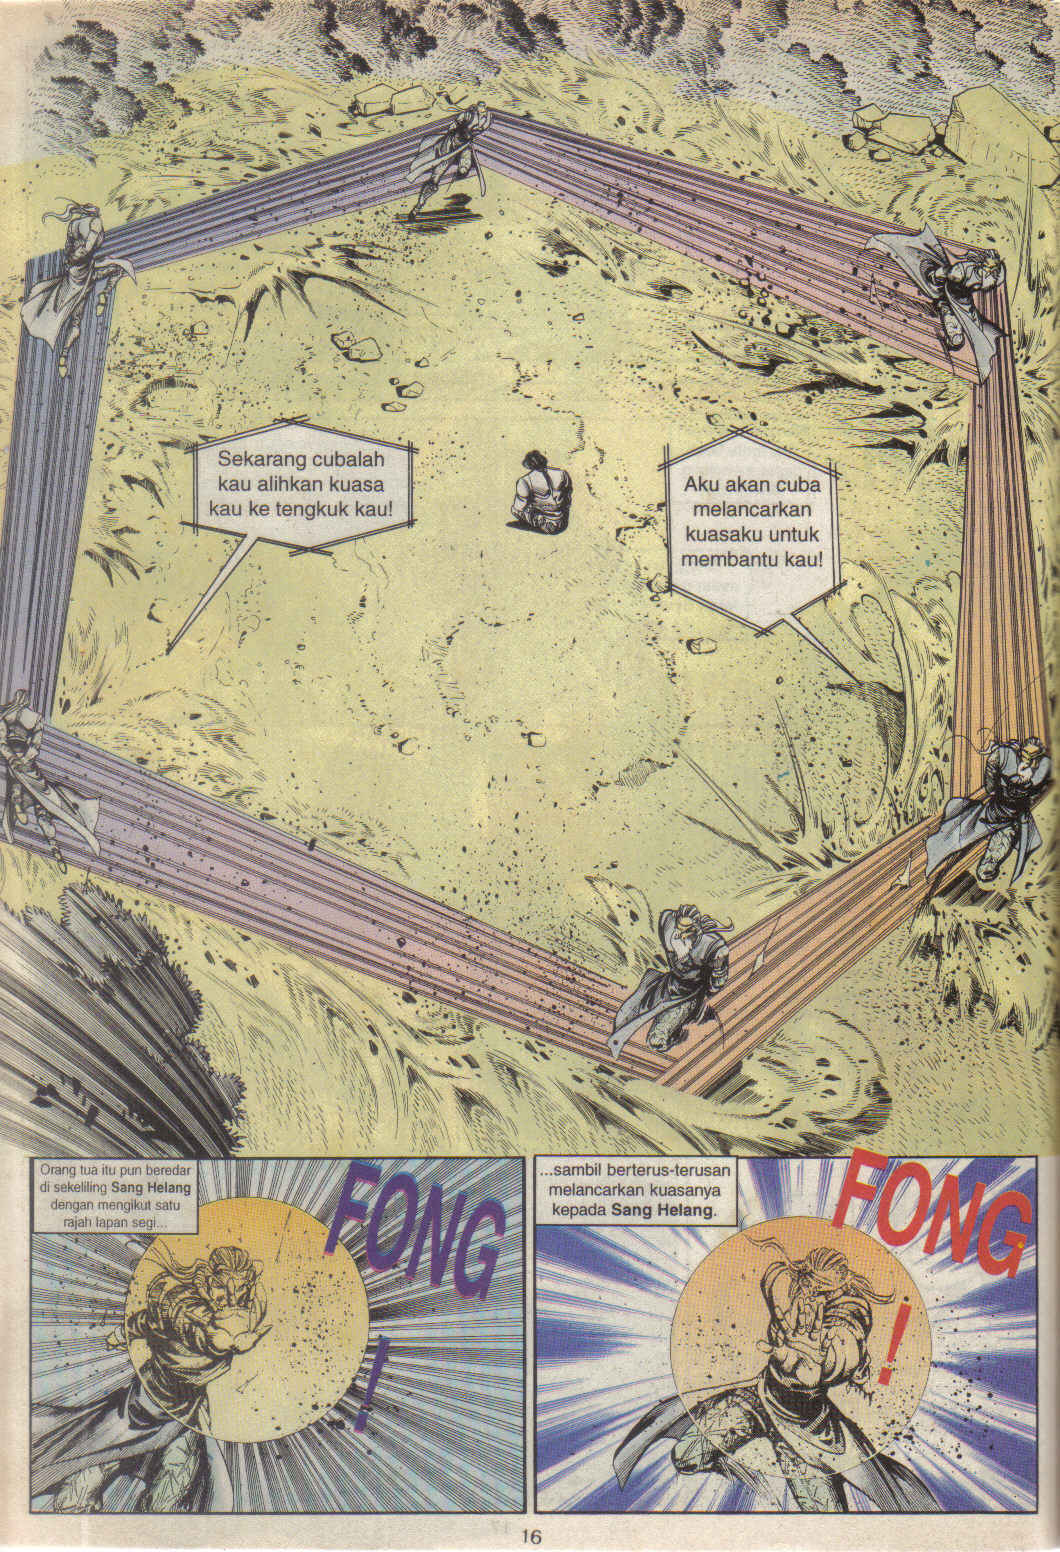 Sekarang cubalah
kau alihkan kuasa
kau ke tengkuk kau!
Aku akan cuba
melancarkan
kuasaku untuk
membantu kau!
Orang tua itu pun beredar
di sekeliling Sang Helang
dengan mengikut satu
rajah lapan segi...
FONG
!
...sambil berterus-terusan
melancarkan kuasanya
kepada Sang Helang.
FONG
!
16